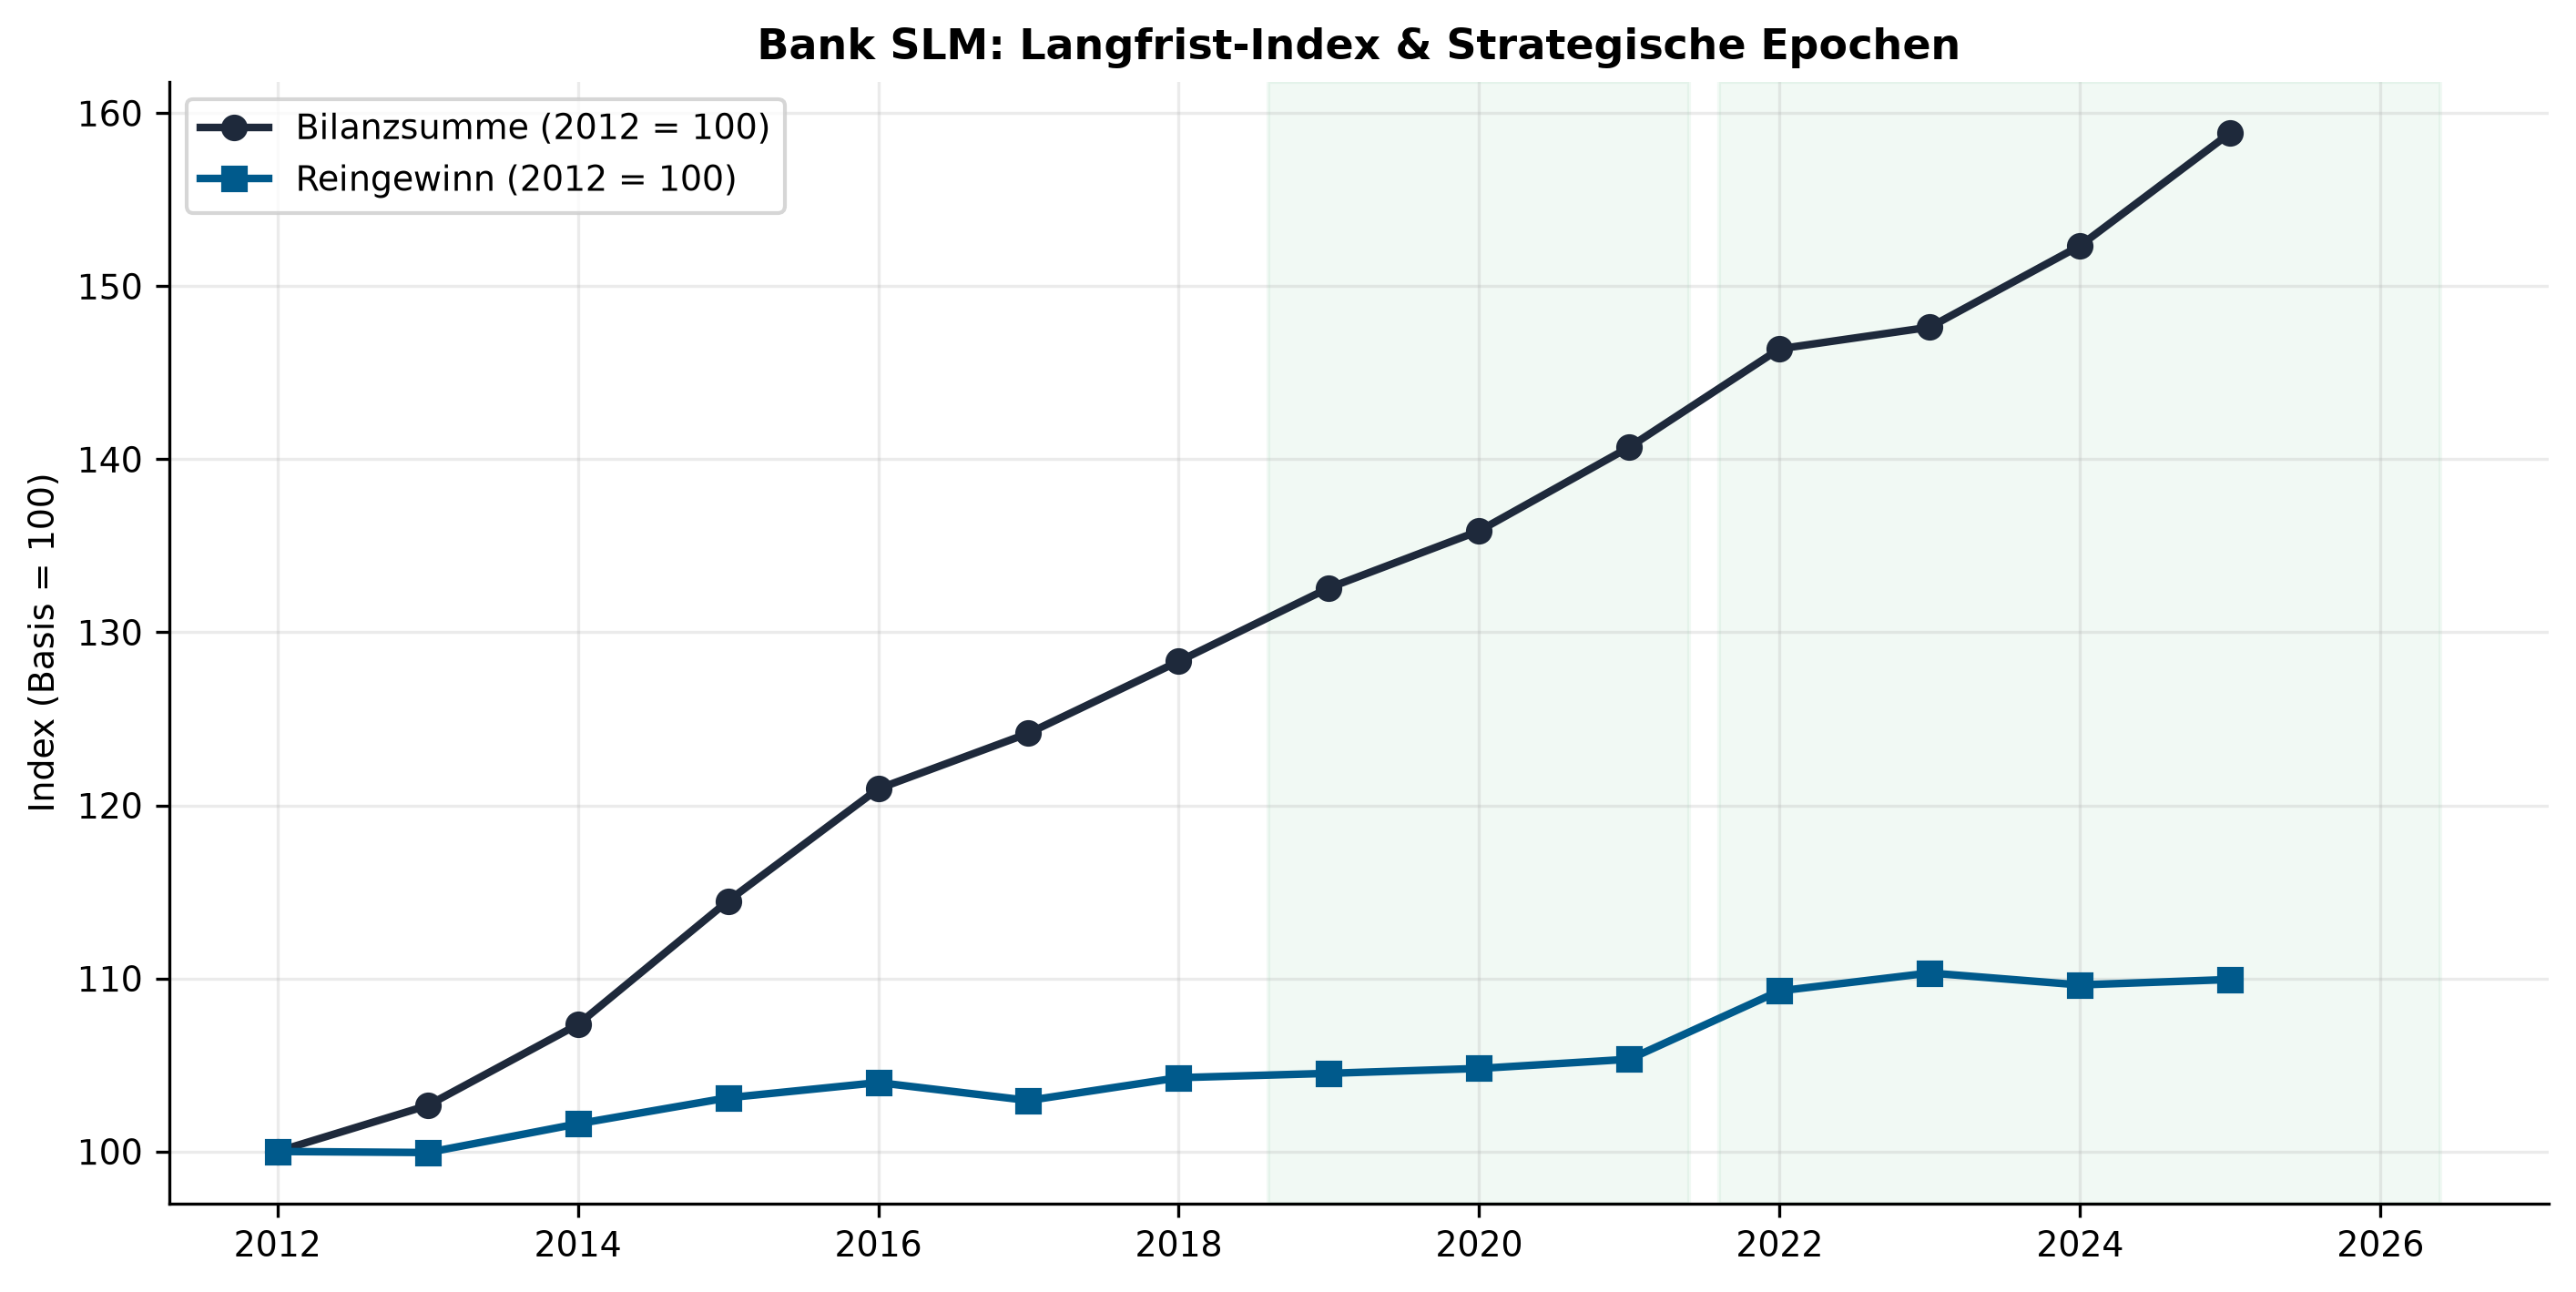 Bank SLM: Langfrist-Index & Strategische Epochen
Bilanzsumme (2012 = 100)
Reingewinn (2012 = 100)
Index (Basis = 100)
160
150
140
130
120
110
100
2012 2014 2016 2018 2020 2022 2024 2026